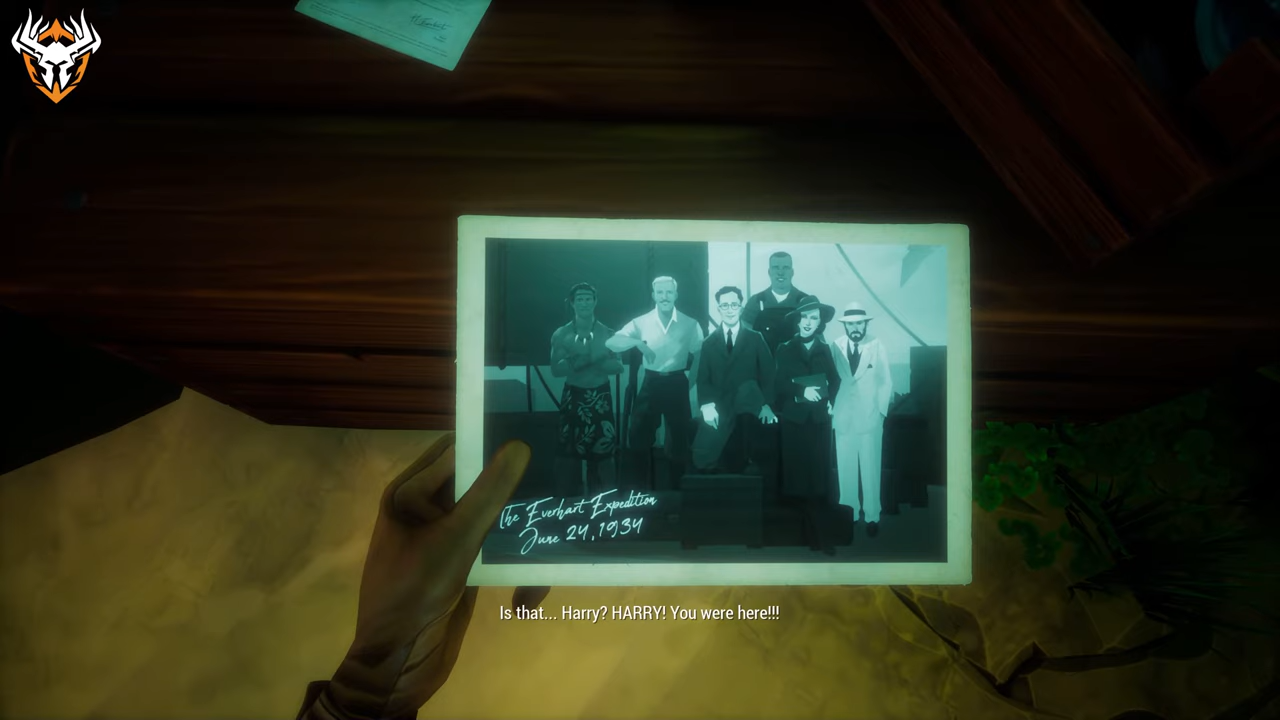 The Everhart Expedition
June 24, 1934
Is that... Harry? HARRY! You were here!!!